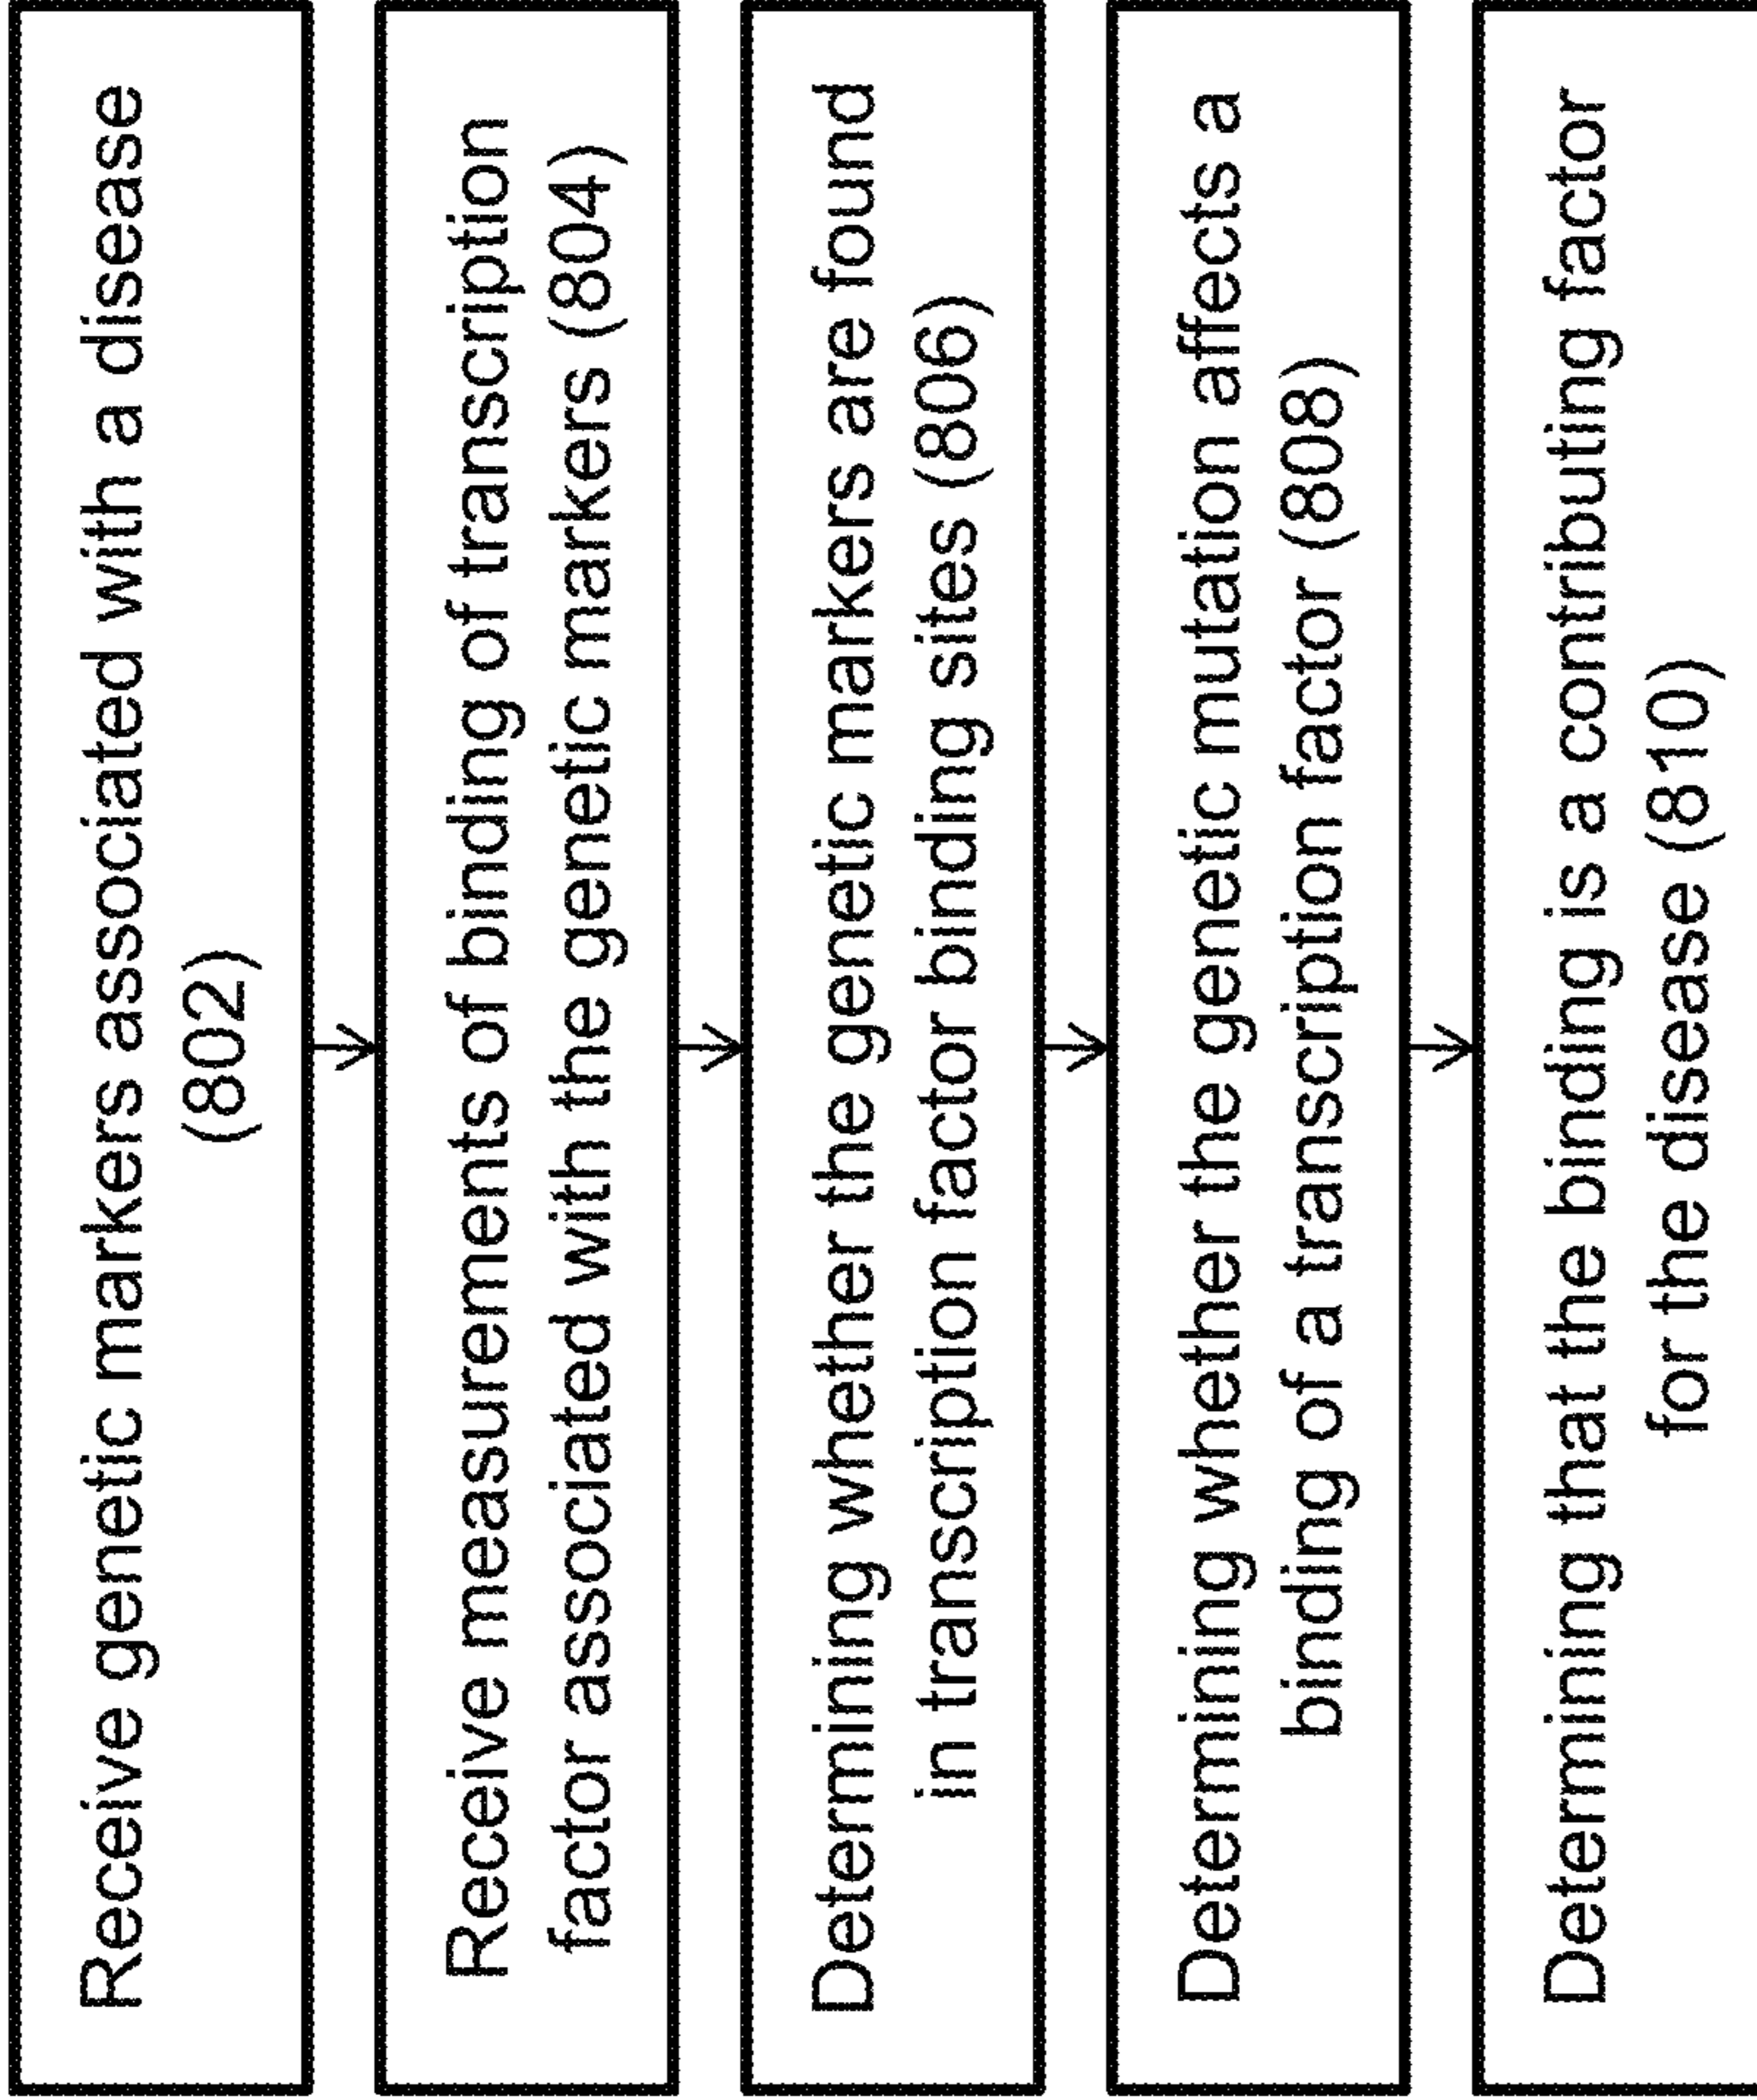 Receive genetic markers associated with a disease
(802)
Receive measurements of binding of transcription
factor associated with the genetic markers (804)
Determining whether the genetic markers are found
in transcription factor binding sites (806)
Determining whether the genetic mutation affects a
binding of a transcription factor (808)
Determining that the binding is a contributing factor
for the disease (810)